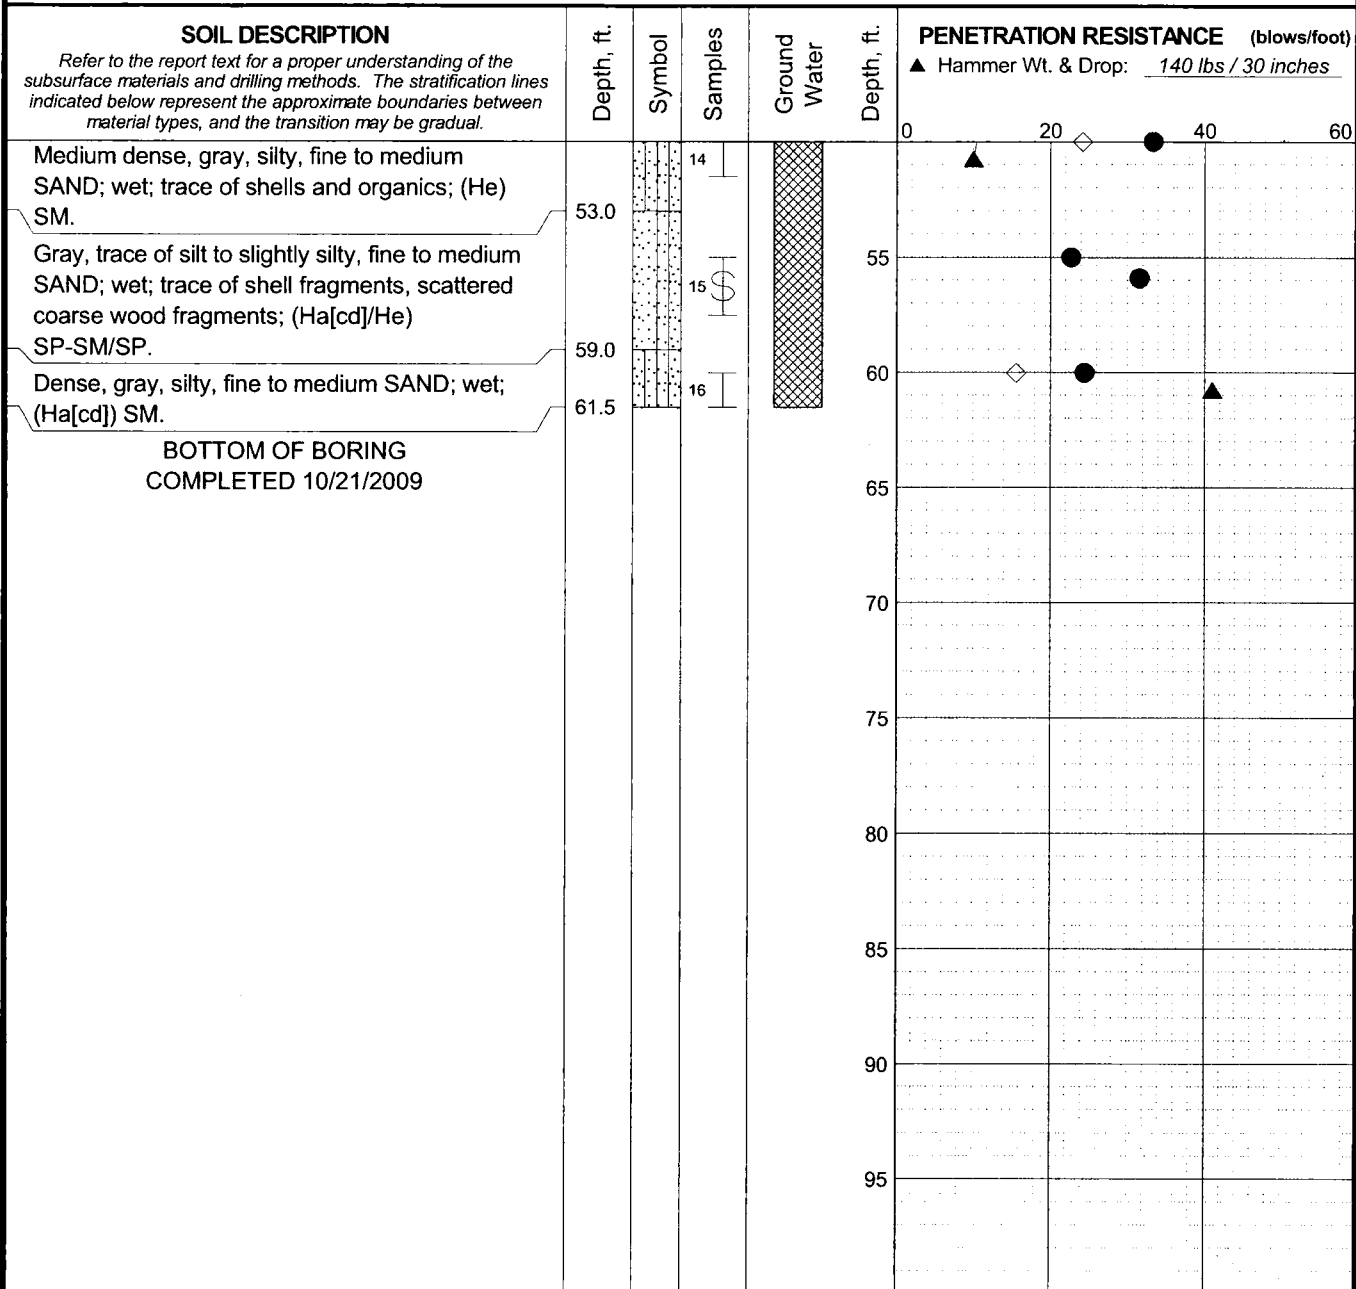 SOIL DESCRIPTION
Refer to the report text for a proper understanding of the
subsurface materials and drilling methods. The stratification lines
indicated below represent the approximate boundaries between
material types, and the transition may be gradual.
Depth, ft.
Symbol
Samples
Ground
Water
Depth, ft.
PENETRATION RESISTANCE (blows/foot)
▲ Hammer Wt. & Drop: 140 lbs / 30 inches
0 20 40 60
Medium dense, gray, silty, fine to medium
SAND; wet; trace of shells and organics; (He)
SM.
53.0
Gray, trace of silt to slightly silty, fine to medium
SAND; wet; trace of shell fragments, scattered
coarse wood fragments; (Ha[cd]/He)
SP-SM/SP.
59.0
Dense, gray, silty, fine to medium SAND; wet;
(Ha[cd]) SM.
61.5
BOTTOM OF BORING
COMPLETED 10/21/2009
14
15
16
55
60
65
70
75
80
85
90
95